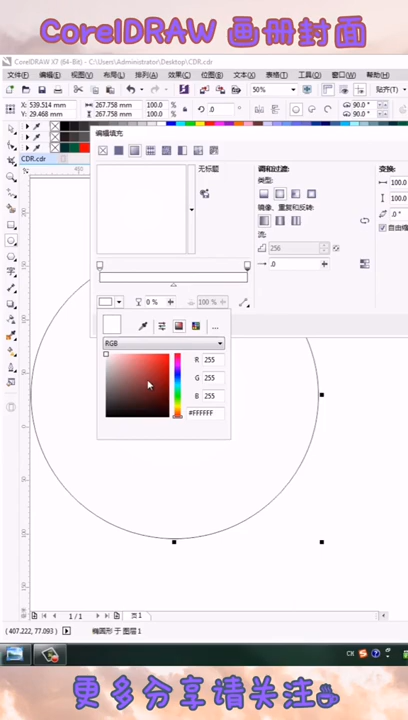 CorelDRAW 画册封面
CorelDRAW X7 (64-Bit) - C:\Users\Administrator\Desktop\CDR.cdr
文件(F) 编辑(E) 视图(V) 布局(L) 排列(A) 效果(C) 位图(B) 文本(X) 表格(T) 工具(O) 窗口(W) 帮助(H)
50% 贴齐(T)
X: 539.514 mm 267.758 mm 100.0 % .0 ° 90.0 °
Y: 29.468 mm 267.758 mm 100.0 % 90.0 °
编辑填充
CDR.cdr
无标题
调和过渡:
类型:
镜像、重复和反转:
流:
256
.0
变换:
100.0
100.0
.0 °
自由缩
0 %
100 %
RGB
R 255
G 255
B 255
#FFFFFF
1 / 1 页1
(407.222, 77.093) 椭圆形 于 图层 1
CH
更多分享请关注